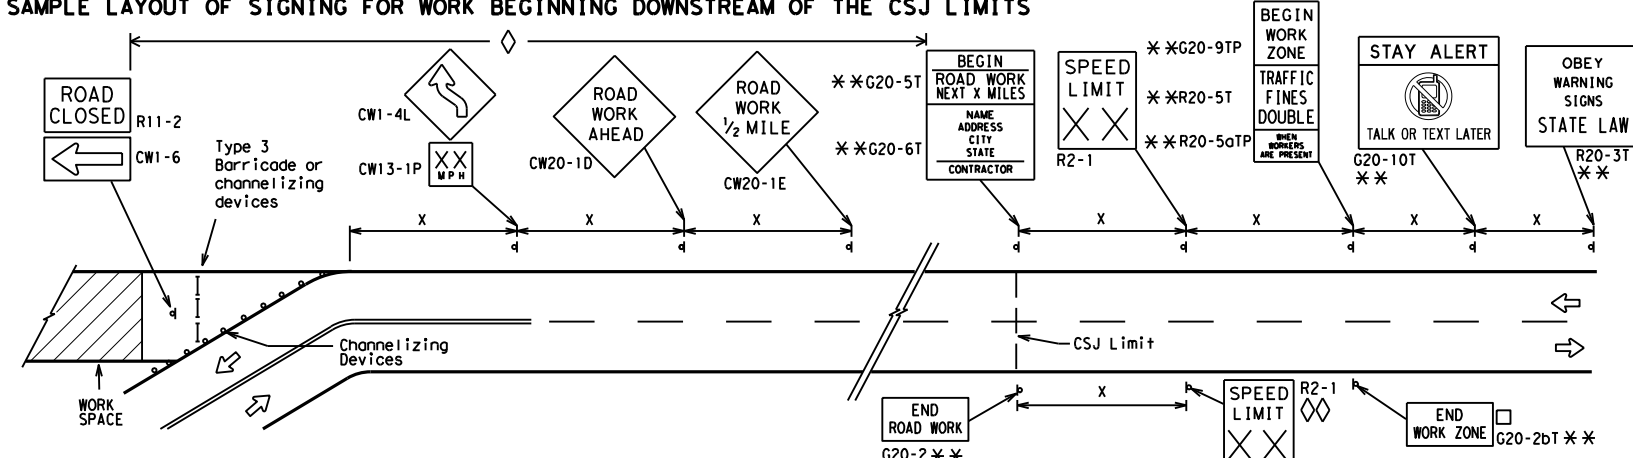 SAMPLE LAYOUT OF SIGNING FOR WORK BEGINNING DOWNSTREAM OF THE CSJ LIMITS
ROAD
CLOSED
R11-2
CW1-6
Type 3
Barricade or
channelizing
devices
CW1-4L
CW13-1P
XX
MPH
ROAD
WORK
AHEAD
CW20-1D
ROAD
WORK
1/2 MILE
CW20-1E
* *G20-5T
* *G20-6T
BEGIN
ROAD WORK
NEXT X MILES
NAME
ADDRESS
CITY
STATE
CONTRACTOR
SPEED
LIMIT
X X
R2-1
* *G20-9TP
* *R20-5T
* *R20-5aTP
BEGIN
WORK
ZONE
TRAFFIC
FINES
DOUBLE
WHEN
WORKERS
ARE PRESENT
STAY ALERT
TALK OR TEXT LATER
G20-10T
* *
OBEY
WARNING
SIGNS
STATE LAW
R20-3T
* *
X
X
X
X
X
X
X
Channelizing
Devices
WORK
SPACE
CSJ Limit
X
END
ROAD WORK
G20-2 * *
SPEED
LIMIT
X X
R2-1
END
WORK ZONE
G20-2bT * *